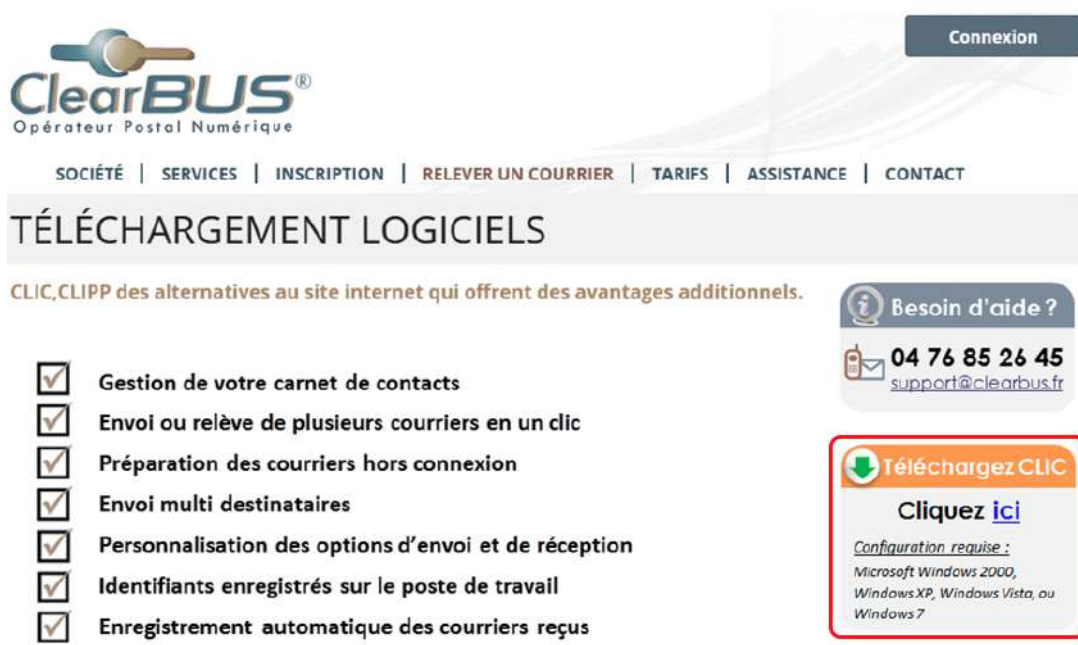 Connexion
ClearBUS®
Opérateur Postal Numérique
SOCIÉTÉ | SERVICES | INSCRIPTION | RELEVER UN COURRIER | TARIFS | ASSISTANCE | CONTACT
TÉLÉCHARGEMENT LOGICIELS
CLIC,CLIPP des alternatives au site internet qui offrent des avantages additionnels.
Gestion de votre carnet de contacts
Envoi ou relève de plusieurs courriers en un clic
Préparation des courriers hors connexion
Envoi multi destinataires
Personnalisation des options d'envoi et de réception
Identifiants enregistrés sur le poste de travail
Enregistrement automatique des courriers reçus
Besoin d'aide ?
04 76 85 26 45
support@clearbus.fr
Téléchargez CLIC
Cliquez ici
Configuration requise :
Microsoft Windows 2000,
Windows XP, Windows Vista, ou
Windows 7